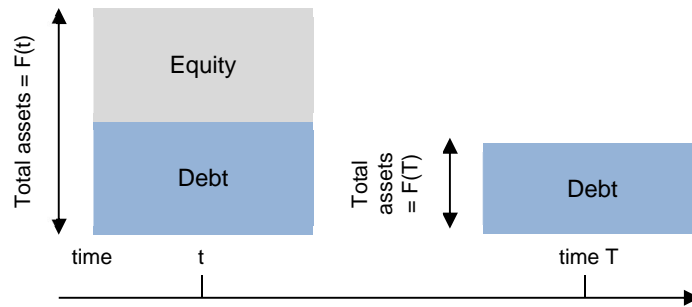 Total assets = F(t)
Equity
Debt
Total
assets
= F(T)
Debt
time
t
time T